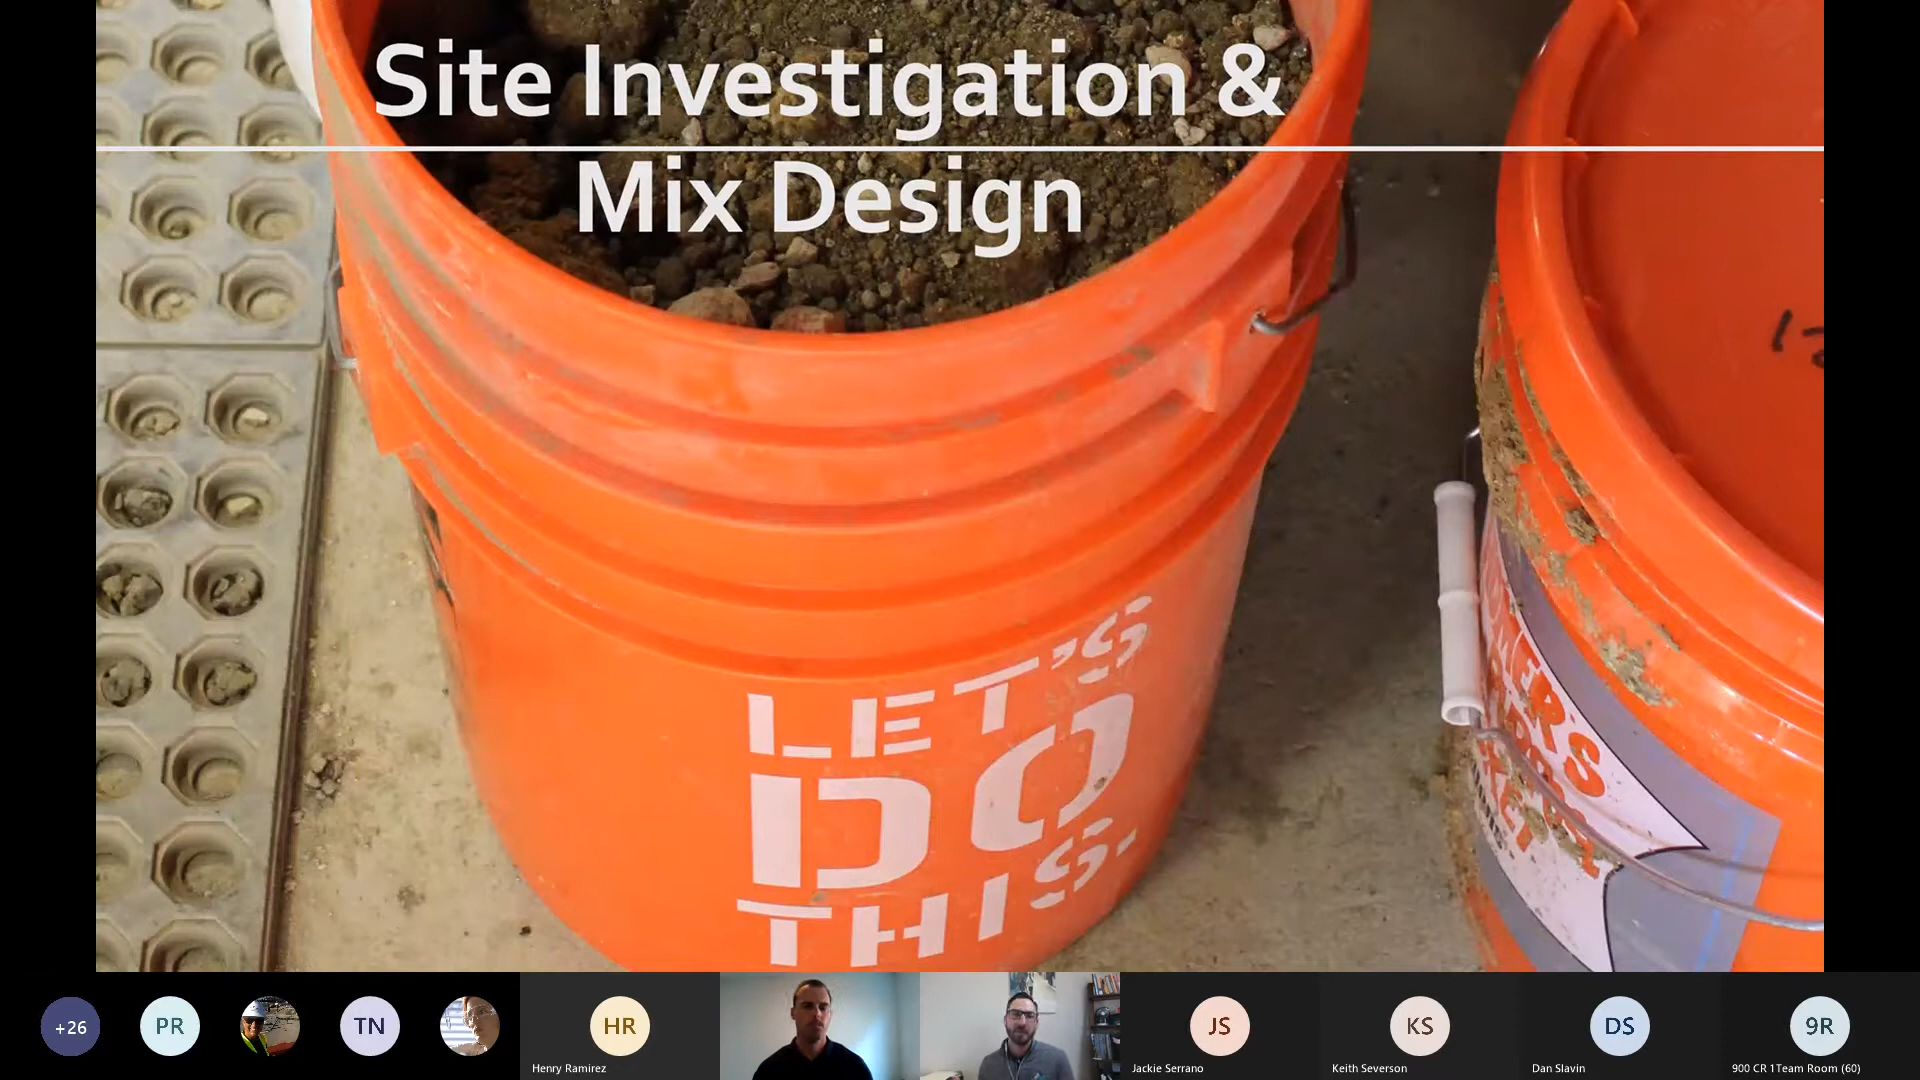 Site Investigation &
Mix Design
LET'S
DO
THIS.
+26
PR
TN
HR
JS
KS
DS
9R
Henry Ramirez
Jackie Serrano
Keith Severson
Dan Slavin
900 CR 1Team Room (60)